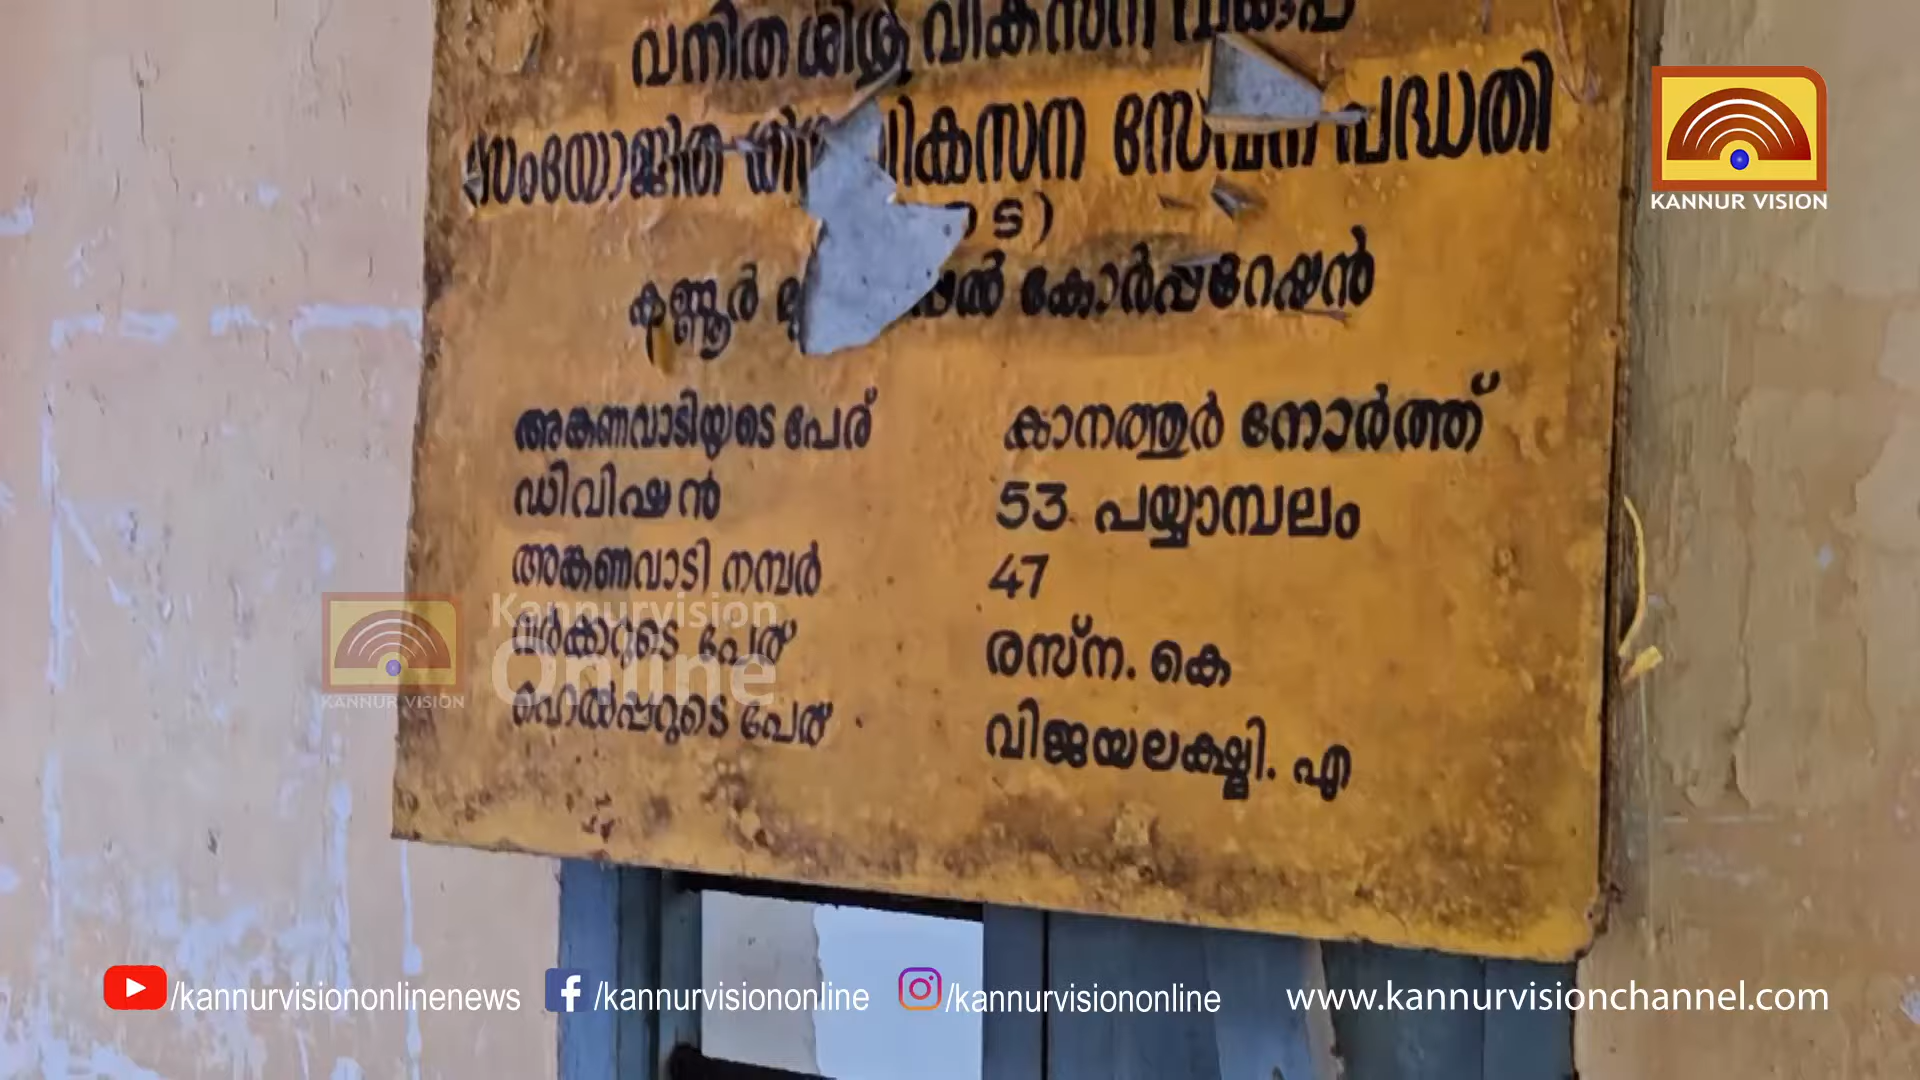 വനിത ശിശു വികസന വകുപ്പ്
സംയോജിത ശിശു വികസന സേവന പദ്ധതി
ട )
കണ്ണൂർ കോർപ്പറേഷൻ
അങ്കണവാടിയുടെ പേര് കാനത്തൂർ നോർത്ത്
ഡിവിഷൻ 53 പയ്യാമ്പലം
അങ്കണവാടി നമ്പർ 47
വർക്കറുടെ പേര് രസ്ന. കെ
ഹെൽപ്പറുടെ പേര് വിജയലക്ഷ്മി. എ
KANNUR VISION
Kannurvision
Online
KANNUR VISION
/kannurvisiononlinenews /kannurvisiononline /kannurvisiononline www.kannurvisionchannel.com